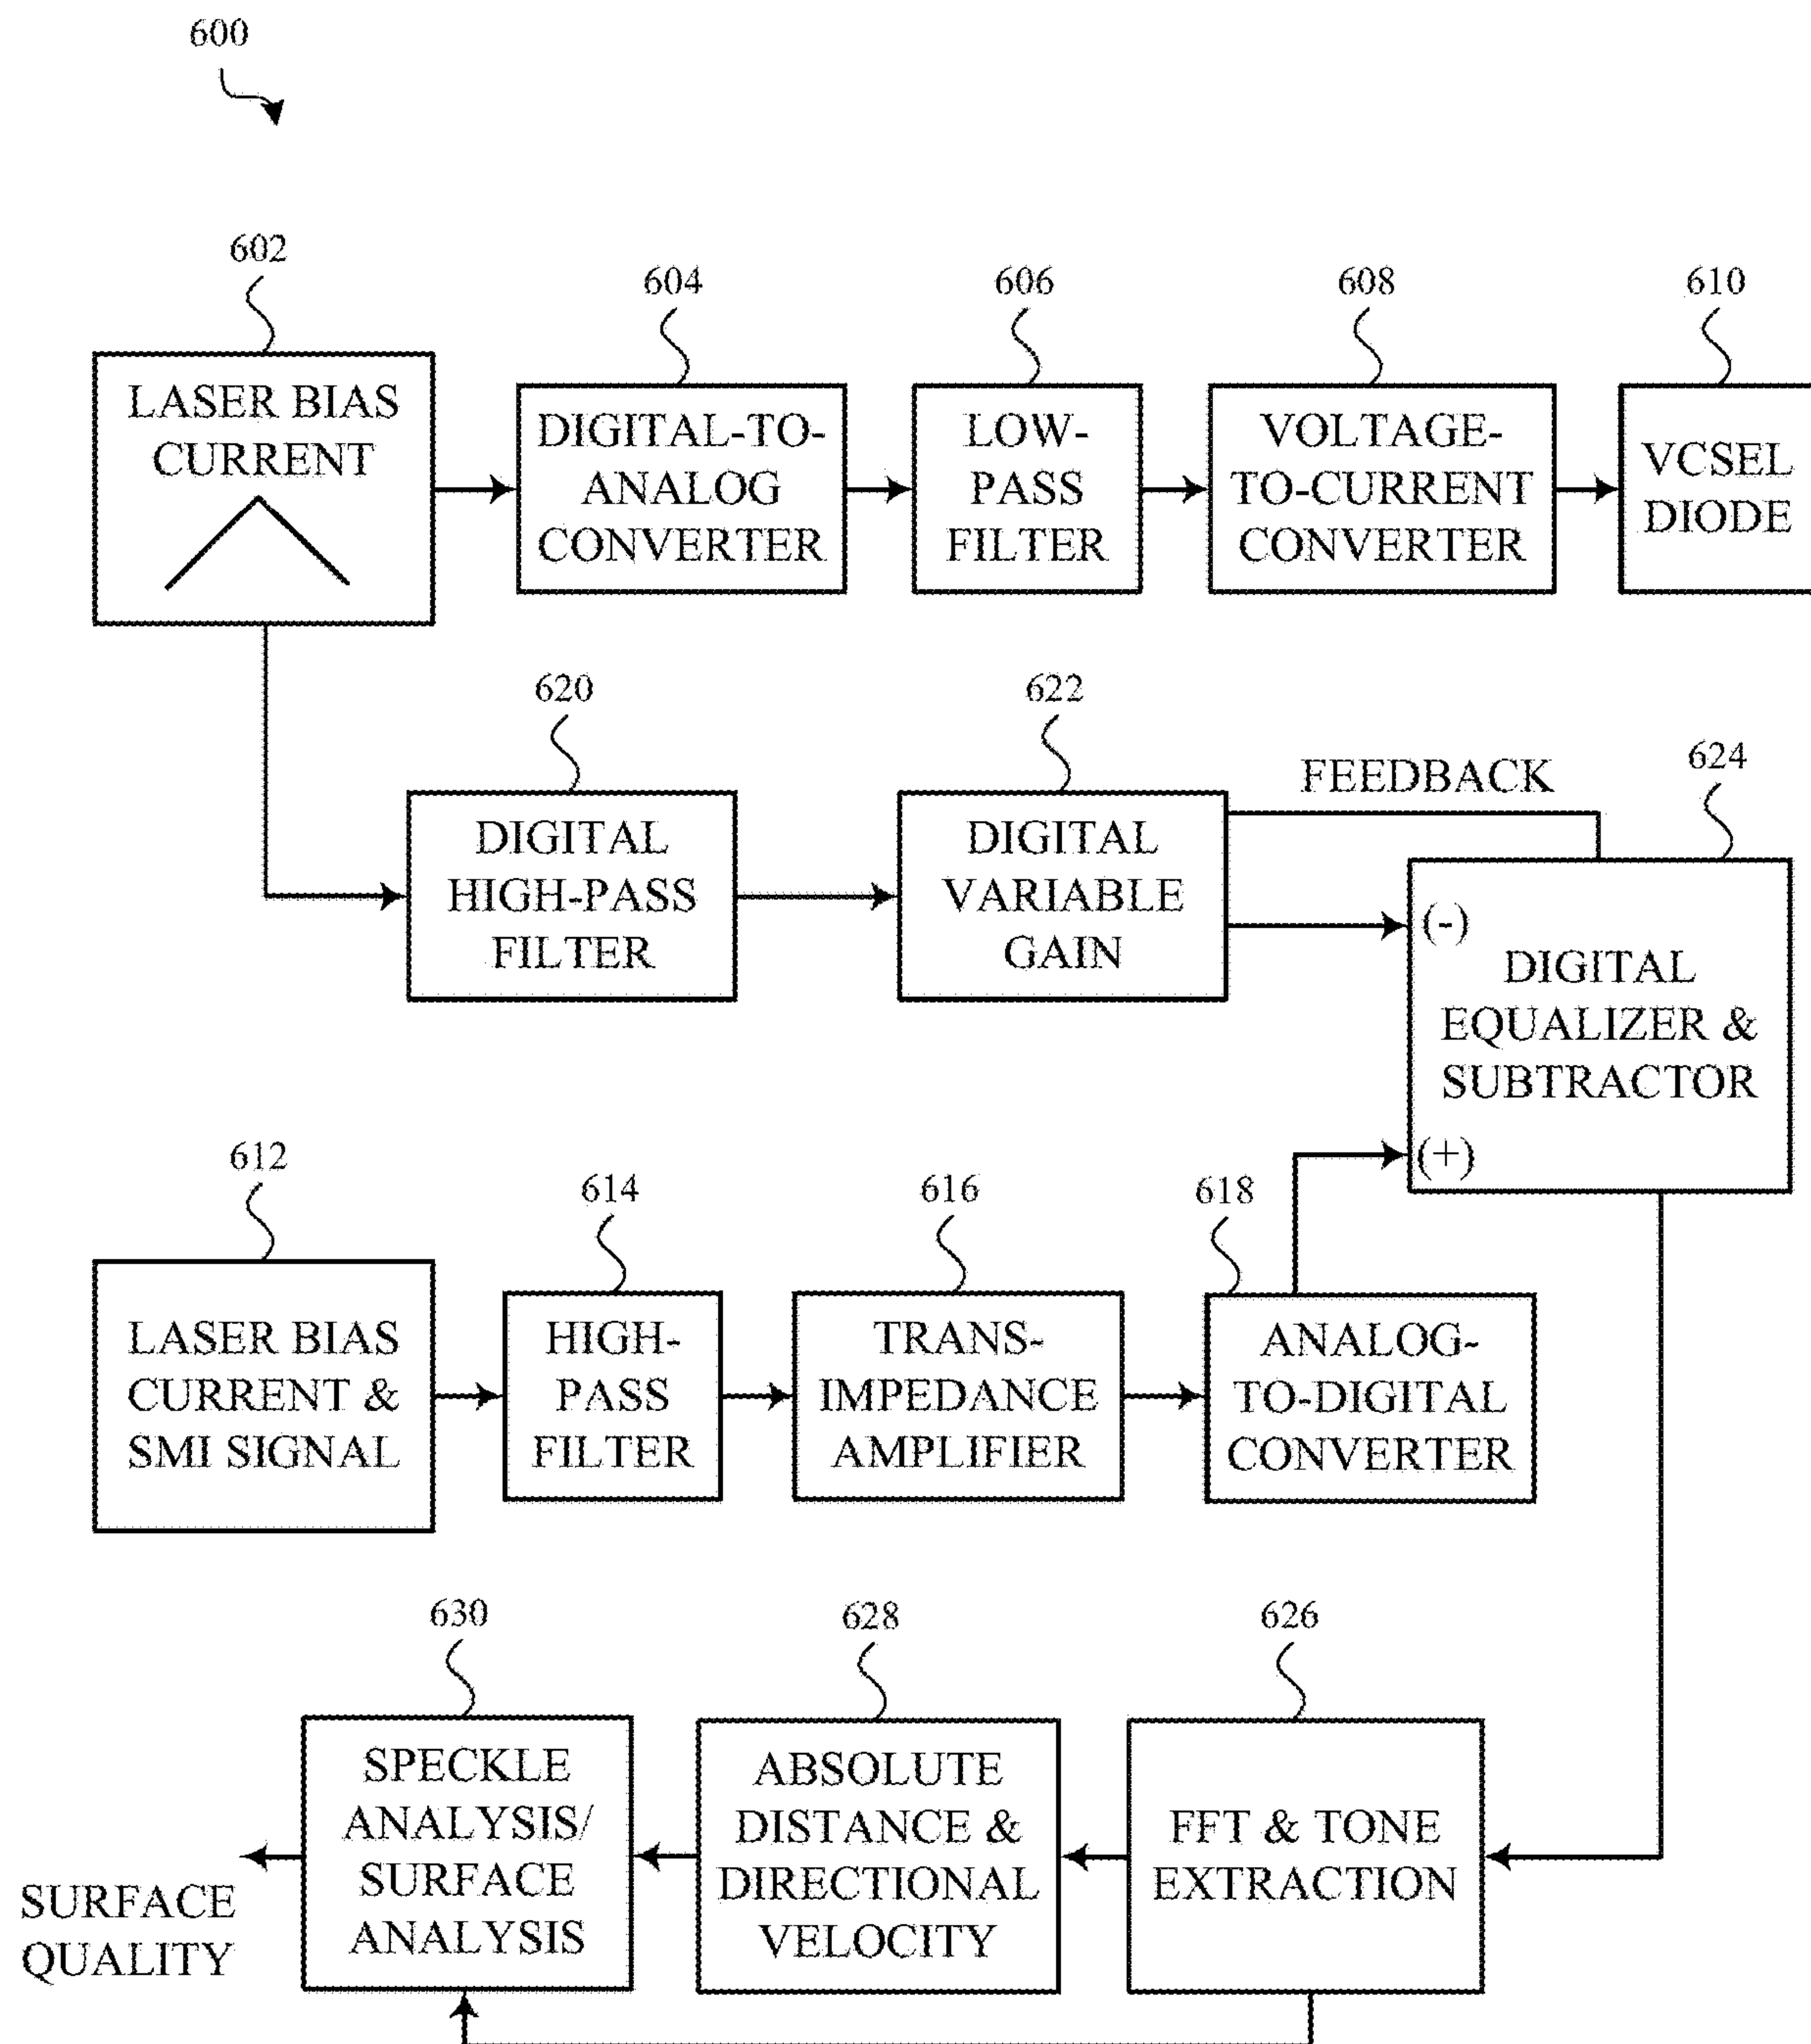 600
602
604
606
608
610
LASER BIAS
CURRENT
DIGITAL-TO-
ANALOG
CONVERTER
LOW-
PASS
FILTER
VOLTAGE-
TO-CURRENT
CONVERTER
VCSEL
DIODE
620
622
FEEDBACK
624
DIGITAL
HIGH-PASS
FILTER
DIGITAL
VARIABLE
GAIN
(-)
DIGITAL
EQUALIZER &
SUBTRACTOR
(+)
612
614
616
618
LASER BIAS
CURRENT &
SMI SIGNAL
HIGH-
PASS
FILTER
TRANS-
IMPEDANCE
AMPLIFIER
ANALOG-
TO-DIGITAL
CONVERTER
630
628
626
SPECKLE
ANALYSIS/
SURFACE
ANALYSIS
ABSOLUTE
DISTANCE &
DIRECTIONAL
VELOCITY
FFT & TONE
EXTRACTION
SURFACE
QUALITY